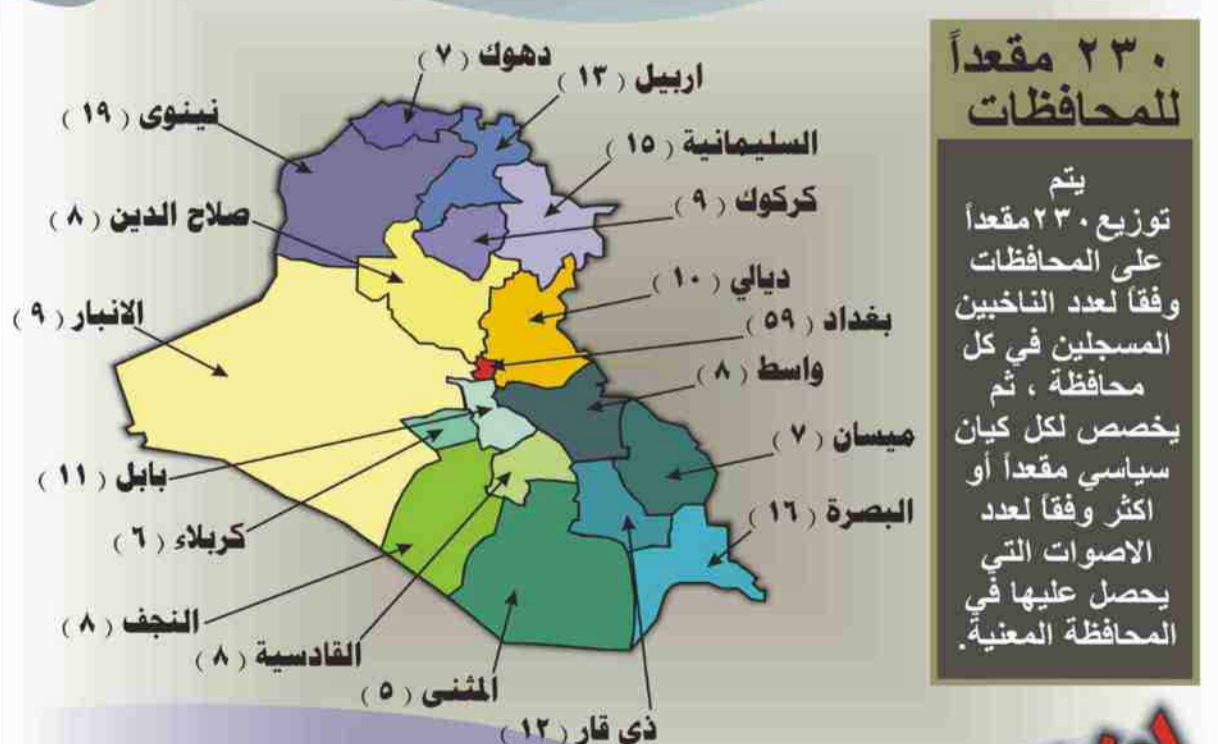 ٢٣٠ مقعداً
للمحافظات
يتم
توزيع ٢٣٠مقعداً
على المحافظات
وفقاً لعدد الناخبين
المسجلين في كل
محافظة ، ثم
يخصص لكل كيان
سياسي مقعداً أو
اكثر وفقاً لعدد
الاصوات التي
يحصل عليها في
المحافظة المعنية.
دهوك ( ٧ )
اربيل ( ١٣ )
نينوى ( ١٩ )
السليمانية ( ١٥ )
كركوك ( ٩ )
صلاح الدين ( ٨ )
ديالي ( ١٠ )
بغداد ( ٥٩ )
الانبار ( ٩ )
واسط ( ٨ )
ميسان ( ٧ )
بابل ( ١١ )
البصرة ( ١٦ )
كربلاء ( ٦ )
النجف ( ٨ )
القادسية ( ٨ )
المثنى ( ٥ )
ذي قار ( ١٢ )